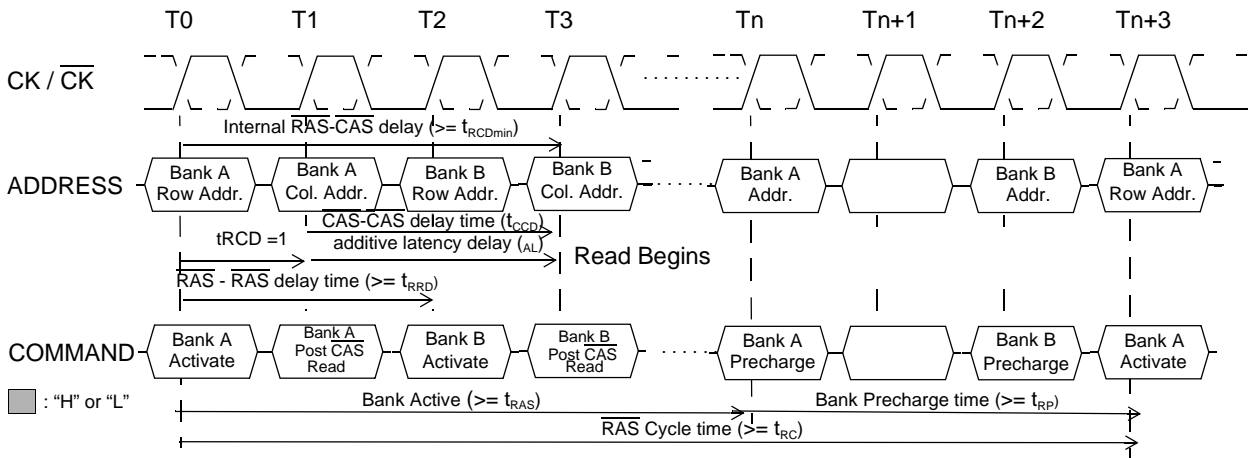 T0 T1 T2 T3 Tn Tn+1 Tn+2 Tn+3
CK / CK
Internal RAS-CAS delay (>= tRCDmin)
ADDRESS
Bank A
Row Addr.
Bank A
Col. Addr.
Bank B
Row Addr.
Bank B
Col. Addr.
Bank A
Addr.
Bank B
Addr.
Bank A
Row Addr.
CAS-CAS delay time (tCCD)
tRCD =1
additive latency delay (AL)
Read Begins
RAS - RAS delay time (>= tRRD)
COMMAND
Bank A
Activate
Bank A
Post CAS
Read
Bank B
Activate
Bank B
Post CAS
Read
Bank A
Precharge
Bank B
Precharge
Bank A
Activate
: “H” or “L”
Bank Active (>= tRAS)
Bank Precharge time (>= tRP)
RAS Cycle time (>= tRC)